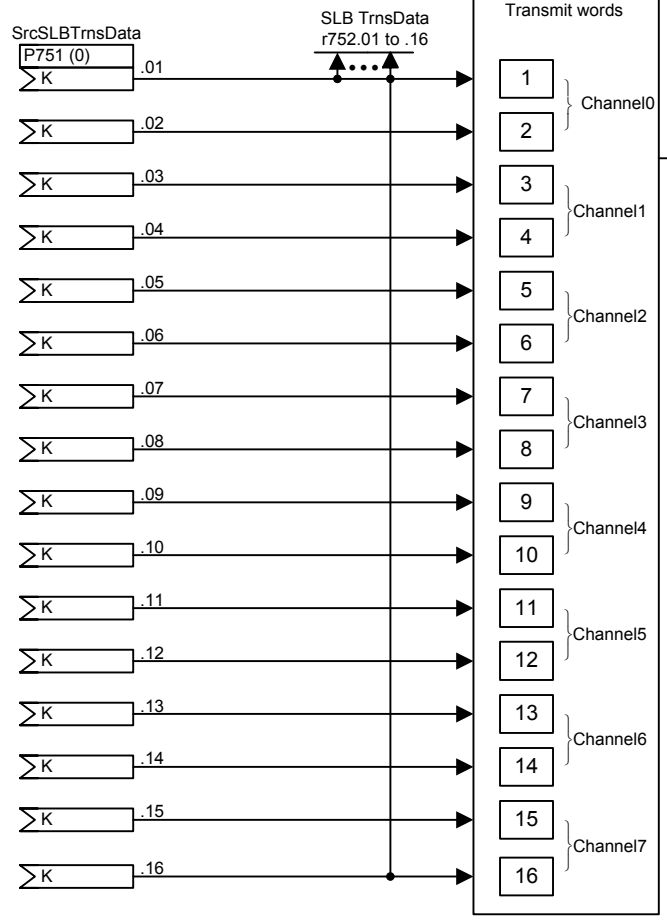 SLB TrnsData
r752.01 to .16
Transmit words
SrcSLBTrnsData
P751 (0)
K .01 1
Channel0
K .02 2
K .03 3
Channel1
K .04 4
K .05 5
Channel2
K .06 6
K .07 7
Channel3
K .08 8
K .09 9
Channel4
K .10 10
K .11 11
Channel5
K .12 12
K .13 13
Channel6
K .14 14
K .15 15
Channel7
K .16 16